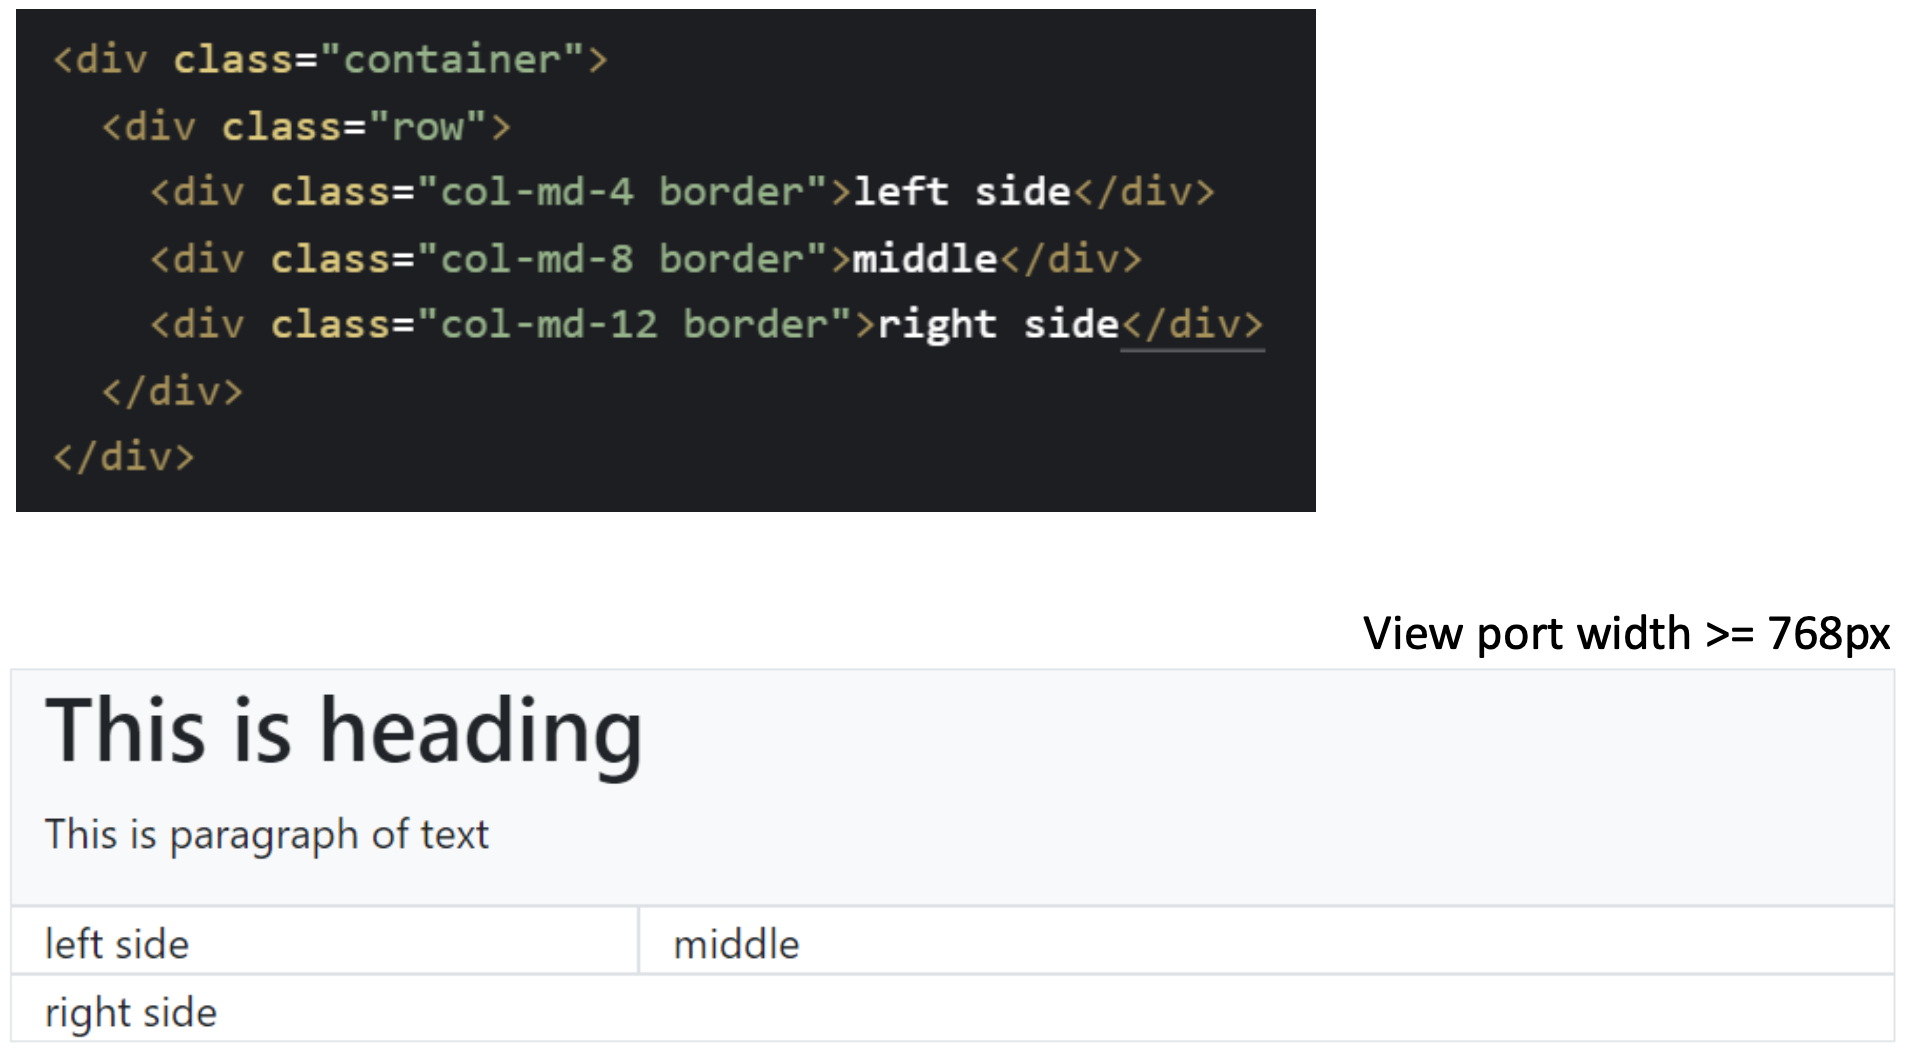 <div class="container">
<div class="row">
<div class="col-md-4 border">left side</div>
<div class="col-md-8 border">middle</div>
<div class="col-md-12 border">right side</div>
</div>
</div>
View port width >= 768px
This is heading
This is paragraph of text
left side middle
right side